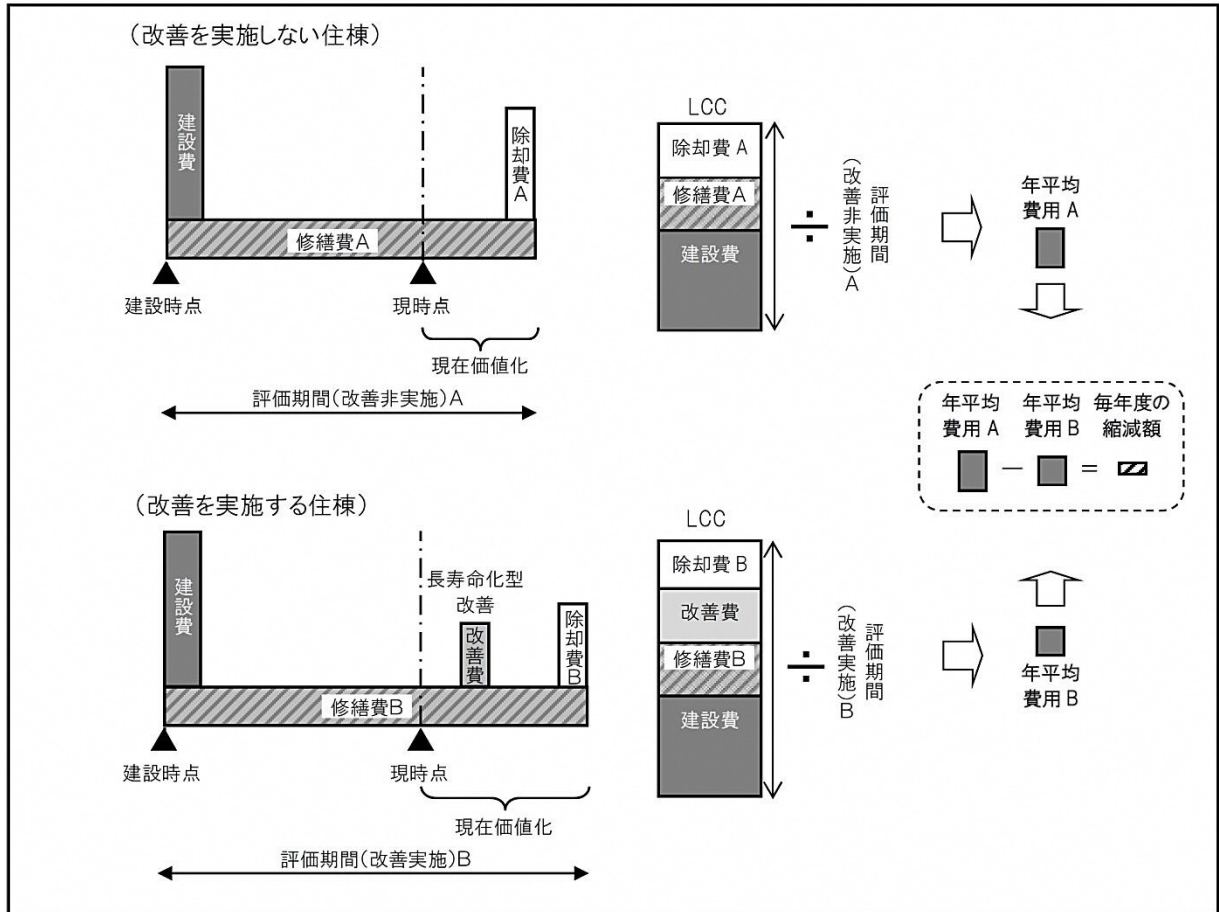 （改善を実施しない住棟）
建設費
除却費A
修繕費A
建設時点
現時点
現在価値化
評価期間（改善非実施）A
LCC
除却費A
修繕費A
建設費
÷
評価期間
（改善非実施）A
年平均
費用A
年平均 年平均 毎年度の
費用A 費用B 縮減額
－ ＝
（改善を実施する住棟）
建設費
長寿命化型
改善
改善費
除却費B
修繕費B
建設時点
現時点
現在価値化
評価期間（改善実施）B
LCC
除却費B
改善費
修繕費B
建設費
÷
評価期間
（改善実施）B
年平均
費用B